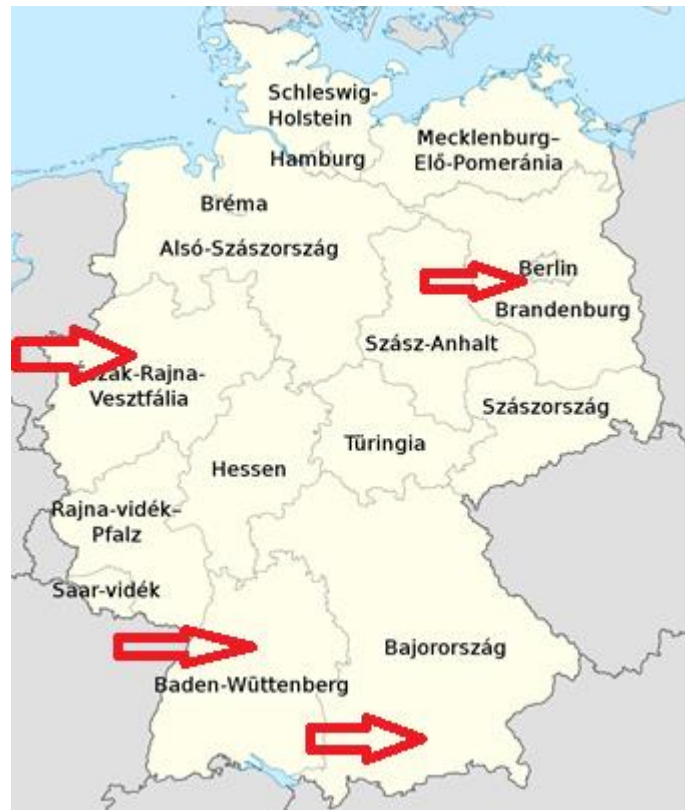 Schleswig-
Holstein
Mecklenburg-
Elő-Pomeránia
Hamburg
Bréma
Alsó-Szászország
Berlin
Brandenburg
Szász-Anhalt
Észak-Rajna-
Vesztfália
Szászország
Türingia
Hessen
Rajna-vidék-
Pfalz
Saar-vidék
Bajorország
Baden-Wüttenberg